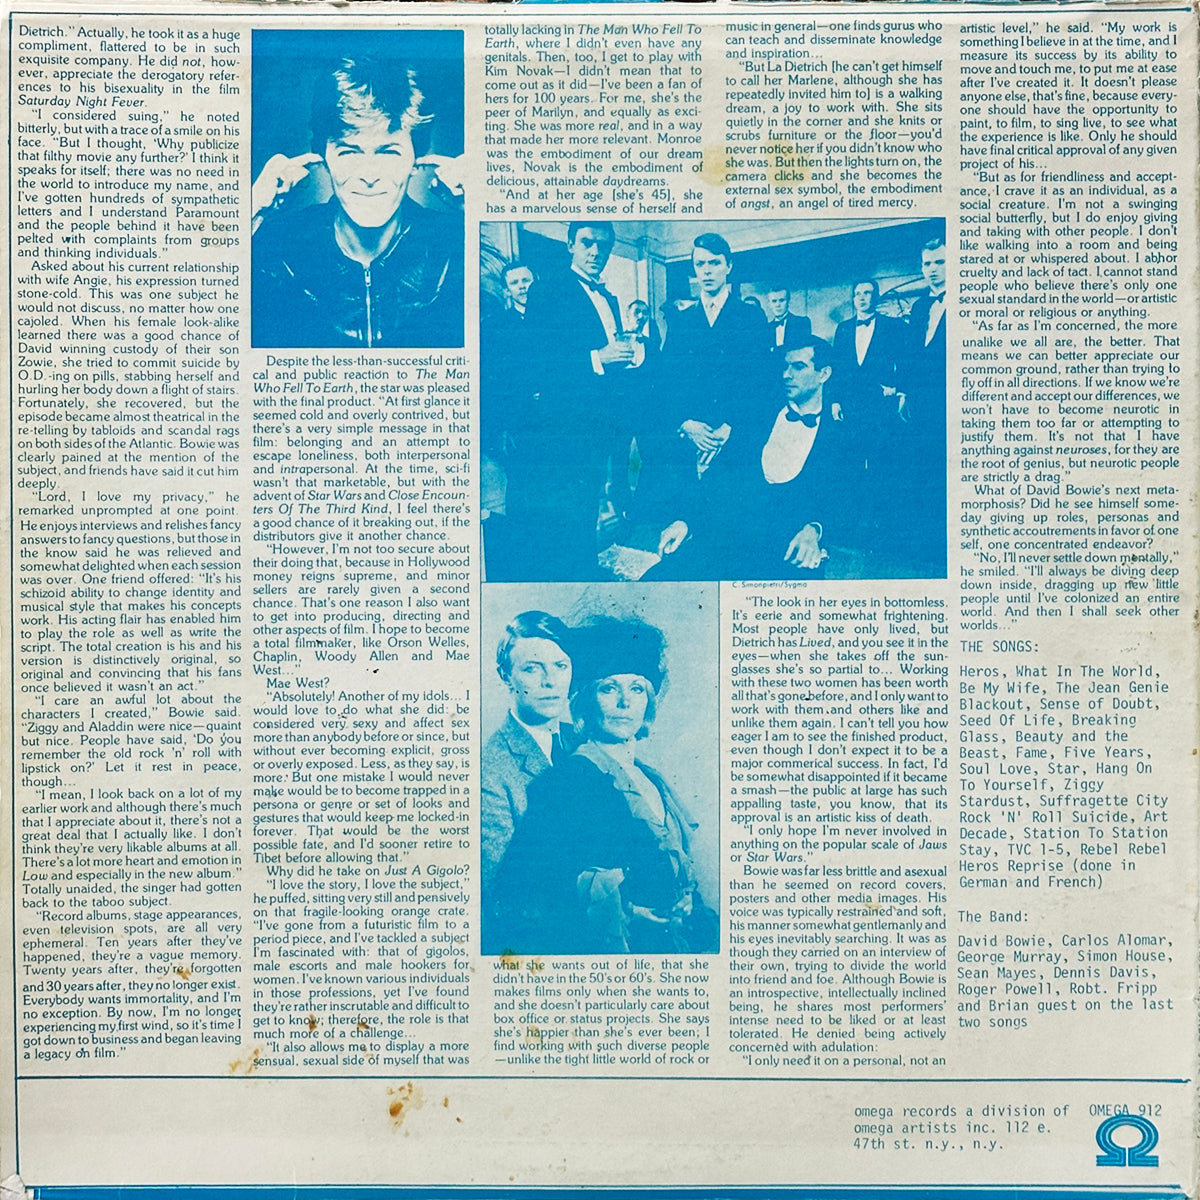 Dietrich." Actually, he took it as a huge
compliment, flattered to be in such
exquisite company. He did not, how-
ever, appreciate the derogatory refer-
ences to his bisexuality in the film
Saturday Night Fever.
"I considered suing," he noted
bitterly, but with a trace of a smile on his
face. "But I thought, 'Why publicize
that filthy movie any further?' I think it
speaks for itself; there was no need in
the world to introduce my name, and
I've gotten hundreds of sympathetic
letters and I understand Paramount
and the people behind it have been
pelted with complaints from groups
and thinking individuals."
Asked about his current relationship
with wife Angie, his expression turned
stone-cold. This was one subject he
would not discuss, no matter how one
cajoled. When his female look-alike
learned there was a good chance of
David winning custody of their son
Zowie, she tried to commit suicide by
O.D.-ing on pills, stabbing herself and
hurling her body down a flight of stairs.
Fortunately, she recovered, but the
episode became almost theatrical in the
re-telling by tabloids and scandal rags
on both sides of the Atlantic. Bowie was
clearly pained at the mention of the
subject, and friends have said it cut him
deeply.
"Lord, I love my privacy," he
remarked unprompted at one point.
He enjoys interviews and relishes fancy
answers to fancy questions, but those in
the know said he was relieved and
somewhat delighted when each session
was over. One friend offered: "It's his
schizoid ability to change identity and
musical style that makes his concepts
work. His acting flair has enabled him
to play the role as well as write the
script. The total creation is his and his
version is distinctively original, so
original and convincing that his fans
once believed it wasn't an act."
"I care an awful lot about the
characters I created," Bowie said.
"Ziggy and Aladdin were nice—quaint
but nice. People have said, 'Do you
remember the old rock 'n' roll with
lipstick on?' Let it rest in peace,
though...
"I mean, I look back on a lot of my
earlier work and although there's much
that I appreciate about it, there's not a
great deal that I actually like. I don't
think they're very likable albums at all.
There's a lot more heart and emotion in
Low and especially in the new album."
Totally unaided, the singer had gotten
back to the taboo subject.
"Record albums, stage appearances,
even television spots, are all very
ephemeral. Ten years after they've
happened, they're a vague memory.
Twenty years after, they're forgotten
and 30 years after, they no longer exist.
Everybody wants immortality, and I'm
no exception. By now, I'm no longer
experiencing my first wind, so it's time I
got down to business and began leaving
a legacy on film."
Despite the less-than-successful criti-
cal and public reaction to The Man
Who Fell To Earth, the star was pleased
with the final product. "At first glance it
seemed cold and overly contrived, but
there's a very simple message in that
film: belonging and an attempt to
escape loneliness, both interpersonal
and intrapersonal. At the time, sci-fi
wasn't that marketable, but with the
advent of Star Wars and Close Encoun-
ters Of The Third Kind, I feel there's
a good chance of it breaking out, if the
distributors give it another chance.
"However, I'm not too secure about
their doing that, because in Hollywood
money reigns supreme, and minor
sellers are rarely given a second
chance. That's one reason I also want
to get into producing, directing and
other aspects of film. I hope to become
a total filmmaker, like Orson Welles,
Chaplin, Woody Allen and Mae
West..."
Mae West?
"Absolutely! Another of my idols... I
would love to do what she did: be
considered very sexy and affect sex
more than anybody before or since, but
without ever becoming explicit, gross
or overly exposed. Less, as they say, is
more. But one mistake I would never
make would be to become trapped in a
persona or genre or set of looks and
gestures that would keep me locked-in
forever. That would be the worst
possible fate, and I'd sooner retire to
Tibet before allowing that."
Why did he take on Just A Gigolo?
"I love the story, I love the subject,"
he puffed, sitting very still and pensively
on that fragile-looking orange crate.
"I've gone from a futuristic film to a
period piece, and I've tackled a subject
I'm fascinated with: that of gigolos,
male escorts and male hookers for
women. I've known various individuals
in those professions, yet I've found
they're rather inscrutable and difficult to
get to know; therefore, the role is that
much more of a challenge...
"It also allows me to display a more
sensual, sexual side of myself that was
totally lacking in The Man Who Fell To
Earth, where I didn't even have any
genitals. Then, too, I get to play with
Kim Novak—I didn't mean that to
come out as it did—I've been a fan of
hers for 100 years. For me, she's the
peer of Marilyn, and equally as exci-
ting. She was more real, and in a way
that made her more relevant. Monroe
was the embodiment of our dream
lives, Novak is the embodiment of
delicious, attainable daydreams.
"And at her age [she's 45], she
has a marvelous sense of herself and
what she wants out of life, that she
didn't have in the 50's or 60's. She now
makes films only when she wants to,
and she doesn't particularly care about
box office or status projects. She says
she's happier than she's ever been; I
find working with such diverse people
—unlike the tight little world of rock or
music in general—one finds gurus who
can teach and disseminate knowledge
and inspiration...
"But La Dietrich [he can't get himself
to call her Marlene, although she has
repeatedly invited him to] is a walking
dream, a joy to work with. She sits
quietly in the corner and she knits or
scrubs furniture or the floor—you'd
never notice her if you didn't know who
she was. But then the lights turn on, the
camera clicks and she becomes the
external sex symbol, the embodiment
of angst, an angel of tired mercy.
C. Simonpietri/Sygma
"The look in her eyes in bottomless.
It's eerie and somewhat frightening.
Most people have only lived, but
Dietrich has Lived, and you see it in the
eyes—when she takes off the sun-
glasses she's so partial to... Working
with these two women has been worth
all that's gone before, and I only want to
work with them and others like and
unlike them again. I can't tell you how
eager I am to see the finished product,
even though I don't expect it to be a
major commerical success. In fact, I'd
be somewhat disappointed if it became
a smash—the public at large has such
appalling taste, you know, that its
approval is an artistic kiss of death.
"I only hope I'm never involved in
anything on the popular scale of Jaws
or Star Wars."
Bowie was far less brittle and asexual
than he seemed on record covers,
posters and other media images. His
voice was typically restrained and soft,
his manner somewhat gentlemanly and
his eyes inevitably searching. It was as
though they carried on an interview of
their own, trying to divide the world
into friend and foe. Although Bowie is
an introspective, intellectually inclined
being, he shares most performers'
intense need to be liked or at least
tolerated. He denied being actively
concerned with adulation:
"I only need it on a personal, not an
artistic level," he said. "My work is
something I believe in at the time, and I
measure its success by its ability to
move and touch me, to put me at ease
after I've created it. It doesn't please
anyone else, that's fine, because every-
one should have the opportunity to
paint, to film, to sing live, to see what
the experience is like. Only he should
have final critical approval of any given
project of his...
"But as for friendliness and accept-
ance, I crave it as an individual, as a
social creature. I'm not a swinging
social butterfly, but I do enjoy giving
and taking with other people. I don't
like walking into a room and being
stared at or whispered about. I abhor
cruelty and lack of tact. I cannot stand
people who believe there's only one
sexual standard in the world—or artistic
or moral or religious or anything.
"As far as I'm concerned, the more
unalike we all are, the better. That
means we can better appreciate our
common ground, rather than trying to
fly off in all directions. If we know we're
different and accept our differences, we
won't have to become neurotic in
taking them too far or attempting to
justify them. It's not that I have
anything against neuroses, for they are
the root of genius, but neurotic people
are strictly a drag."
What of David Bowie's next meta-
morphosis? Did he see himself some-
day giving up roles, personas and
synthetic accoutrements in favor of one
self, one concentrated endeavor?
"No, I'll never settle down mentally,"
he smiled. "I'll always be diving deep
down inside, dragging up new little
people until I've colonized an entire
world. And then I shall seek other
worlds..."
THE SONGS:
Heros, What In The World,
Be My Wife, The Jean Genie
Blackout, Sense of Doubt,
Seed Of Life, Breaking
Glass, Beauty and the
Beast, Fame, Five Years,
Soul Love, Star, Hang On
To Yourself, Ziggy
Stardust, Suffragette City
Rock 'N' Roll Suicide, Art
Decade, Station To Station
Stay, TVC 1-5, Rebel Rebel
Heros Reprise (done in
German and French)
The Band:
David Bowie, Carlos Alomar,
George Murray, Simon House,
Sean Mayes, Dennis Davis,
Roger Powell, Robt. Fripp
and Brian guest on the last
two songs
omega records a division of
omega artists inc. 112 e.
47th st. n.y., n.y.
OMEGA 912